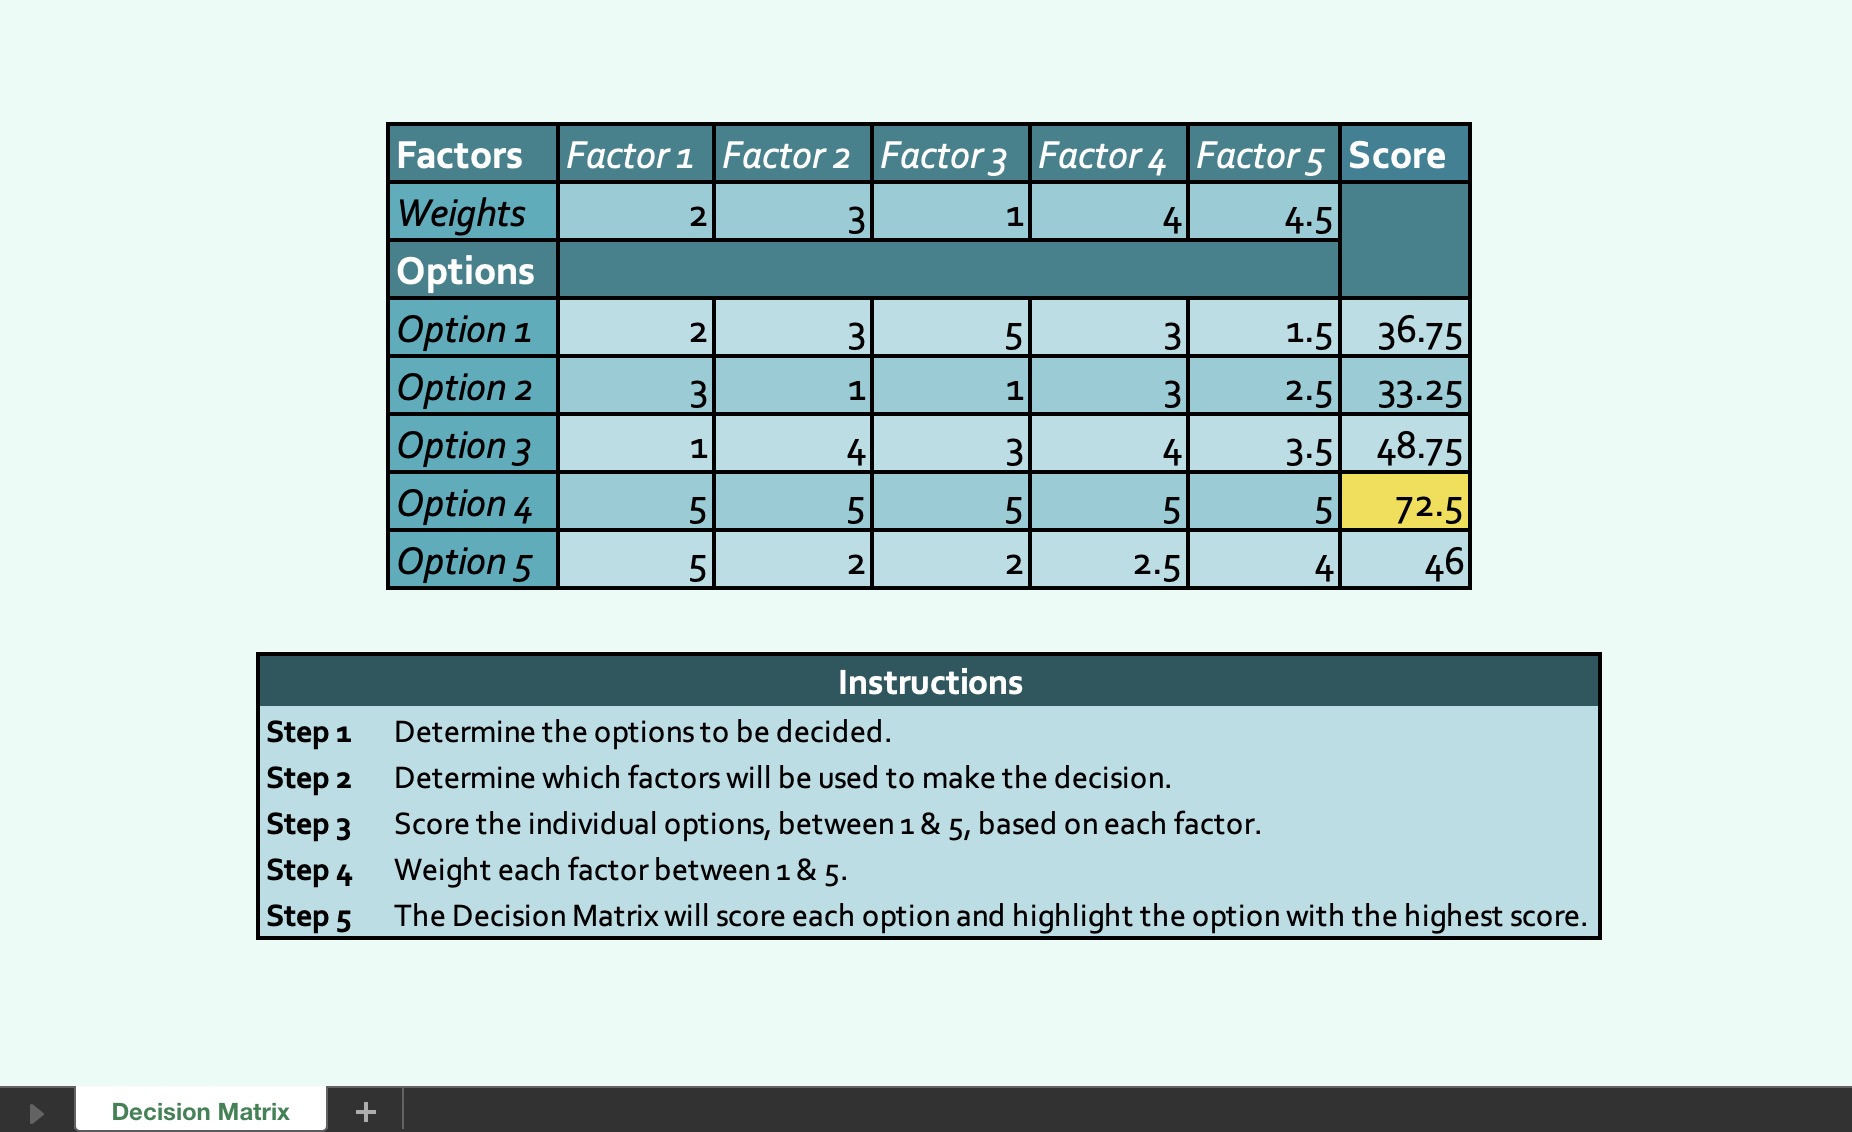 Factors Factor 1 Factor 2 Factor 3 Factor 4 Factor 5 Score
Weights 2 3 1 4 4.5
Options
Option 1 2 3 5 3 1.5 36.75
Option 2 3 1 1 3 2.5 33.25
Option 3 1 4 3 4 3.5 48.75
Option 4 5 5 5 5 5 72.5
Option 5 5 2 2 2.5 4 46
Instructions
Step 1 Determine the options to be decided.
Step 2 Determine which factors will be used to make the decision.
Step 3 Score the individual options, between 1 & 5, based on each factor.
Step 4 Weight each factor between 1 & 5.
Step 5 The Decision Matrix will score each option and highlight the option with the highest score.
Decision Matrix +